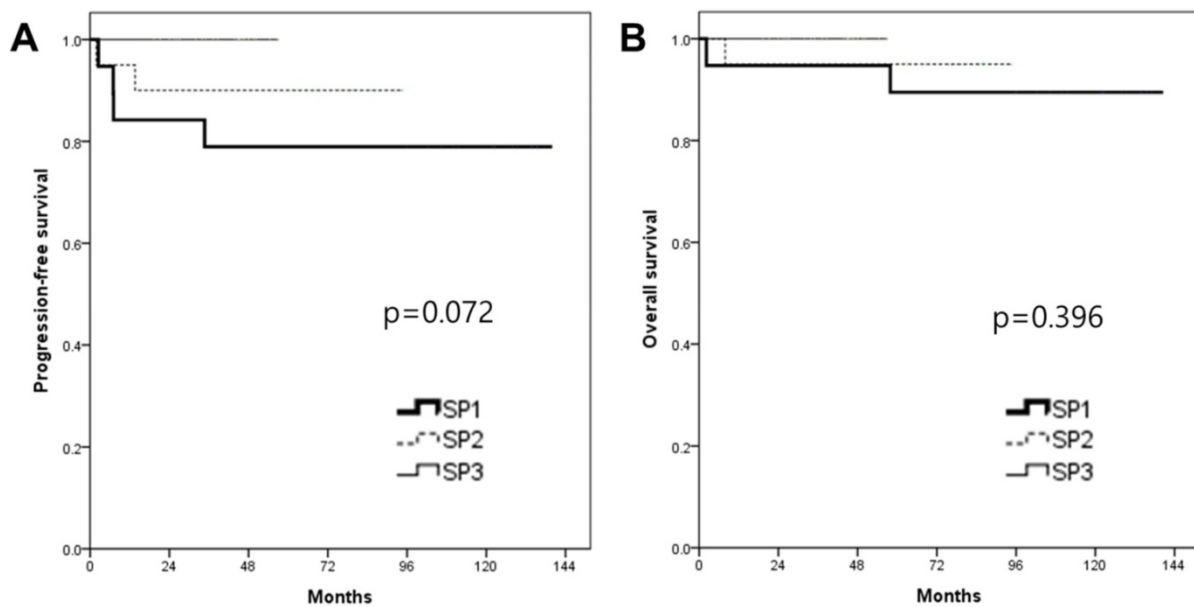 A
Progression-free survival
1.0
0.8
0.6
0.4
0.2
0.0
p=0.072
SP1
SP2
SP3
0 24 48 72 96 120 144
Months
B
Overall survival
1.0
0.8
0.6
0.4
0.2
0.0
p=0.396
SP1
SP2
SP3
0 24 48 72 96 120 144
Months